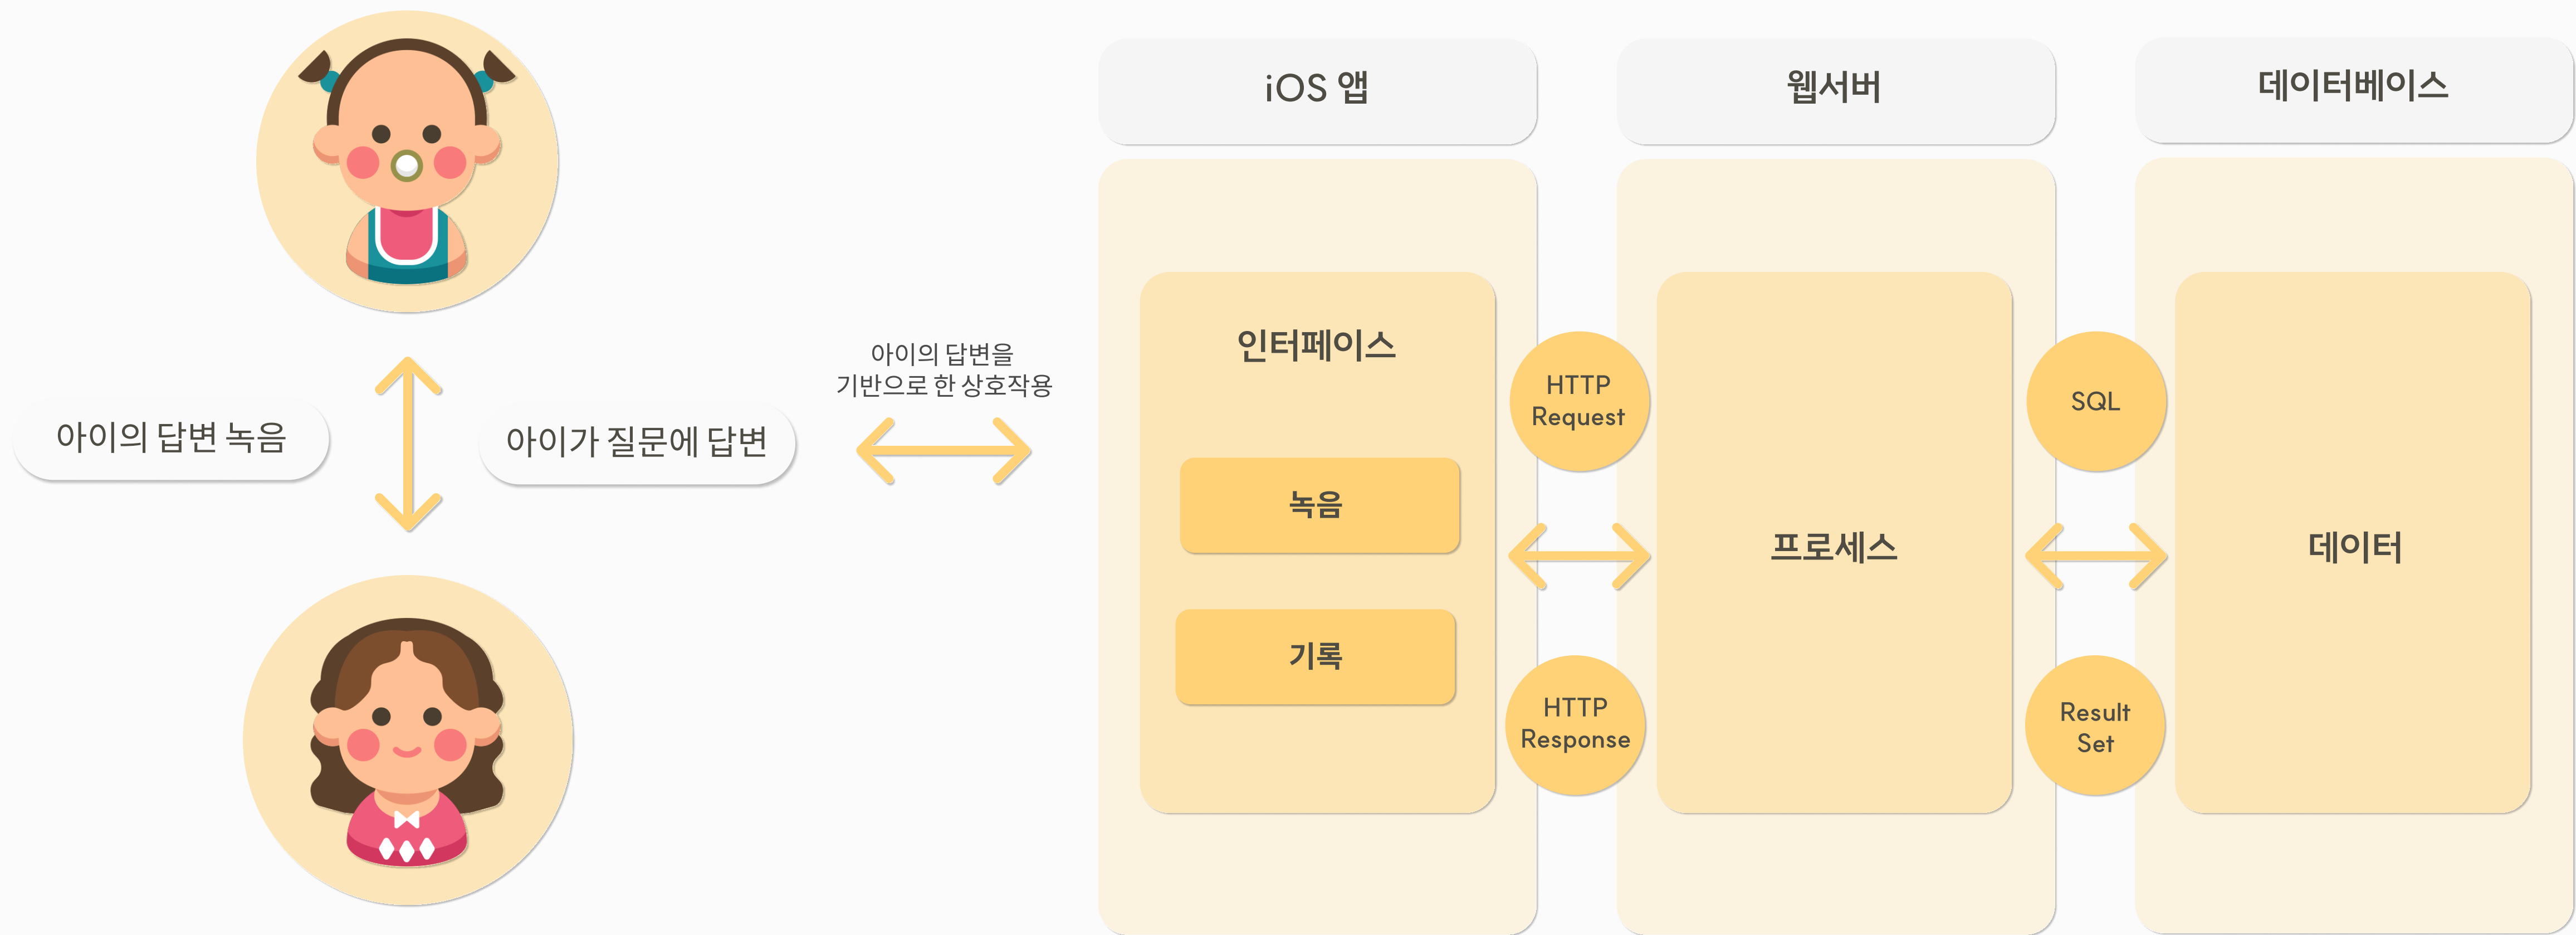 아이의 답변 녹음
아이가 질문에 답변
아이의 답변을
기반으로 한 상호작용
iOS 앱
인터페이스
녹음
기록
HTTP
Request
HTTP
Response
웹서버
프로세스
SQL
Result
Set
데이터베이스
데이터